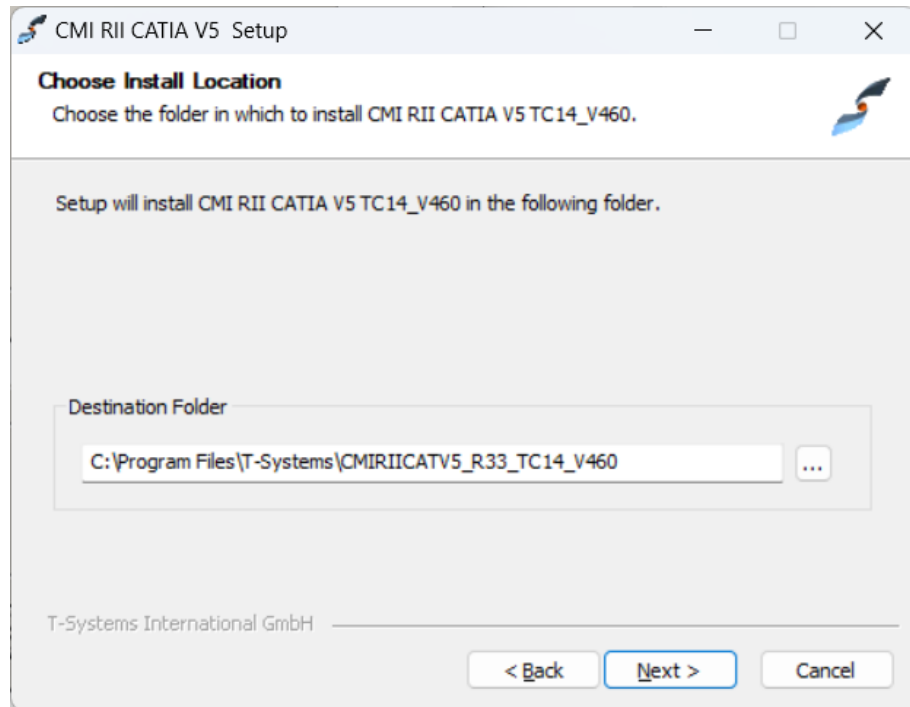 CMI RII CATIA V5  Setup
Choose Install Location
Choose the folder in which to install CMI RII CATIA V5 TC14_V460.
Setup will install CMI RII CATIA V5 TC14_V460 in the following folder.
Destination Folder
C:\Program Files\T-Systems\CMIRIICATV5_R33_TC14_V460
...
T-Systems International GmbH
< Back
Next >
Cancel